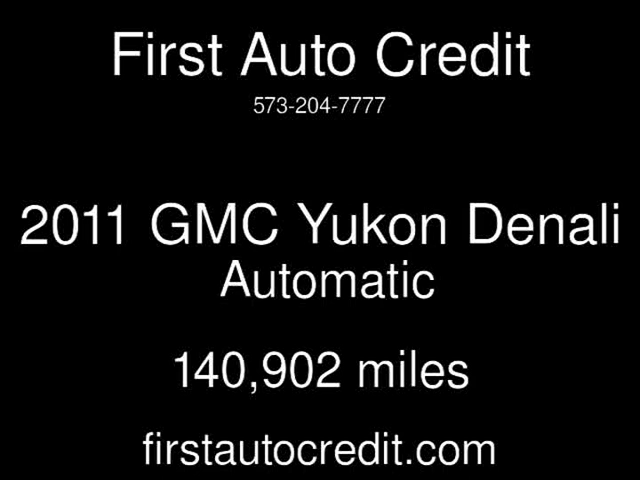 First Auto Credit
573-204-7777
2011 GMC Yukon Denali
Automatic
140,902 miles
firstautocredit.com